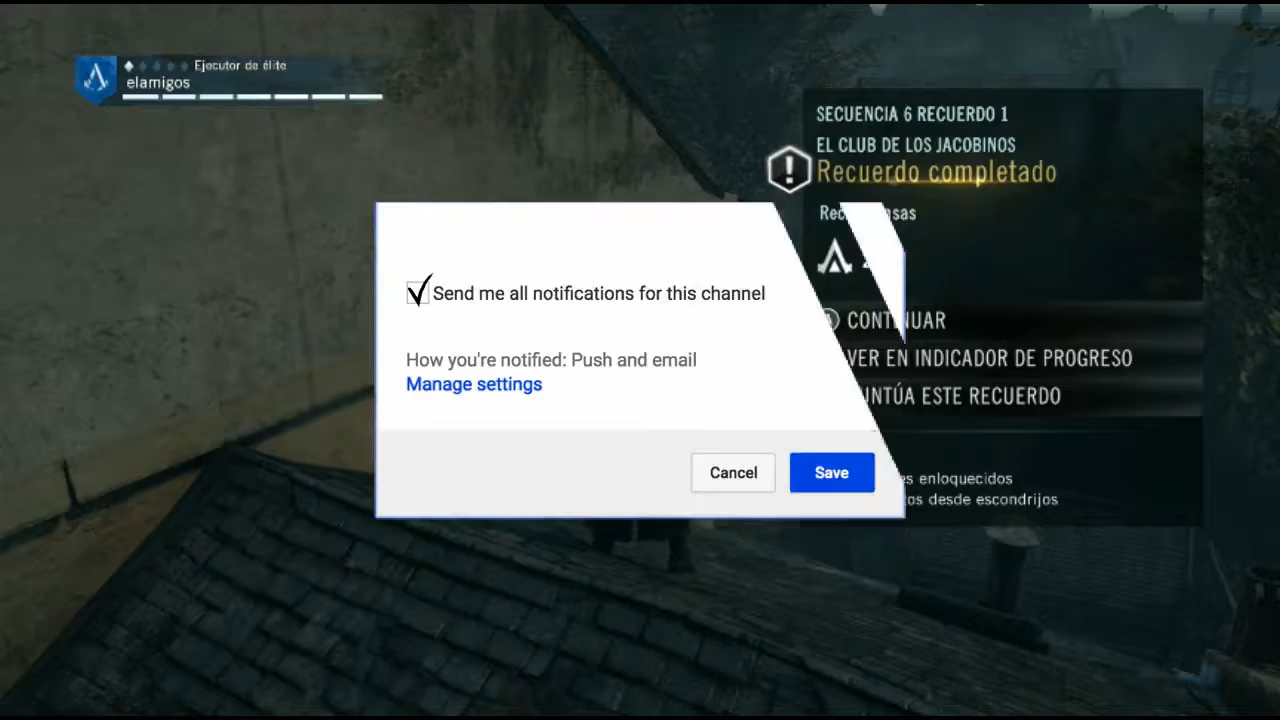 Ejecutor de élite
elamigos
SECUENCIA 6 RECUERDO 1
EL CLUB DE LOS JACOBINOS
Recuerdo completado
CONTINUAR
VER EN INDICADOR DE PROGRESO
ESTE RECUERDO
enloquecidos
desde escondrijos
Send me all notifications for this channel
How you're notified: Push and email
Manage settings
Cancel
Save